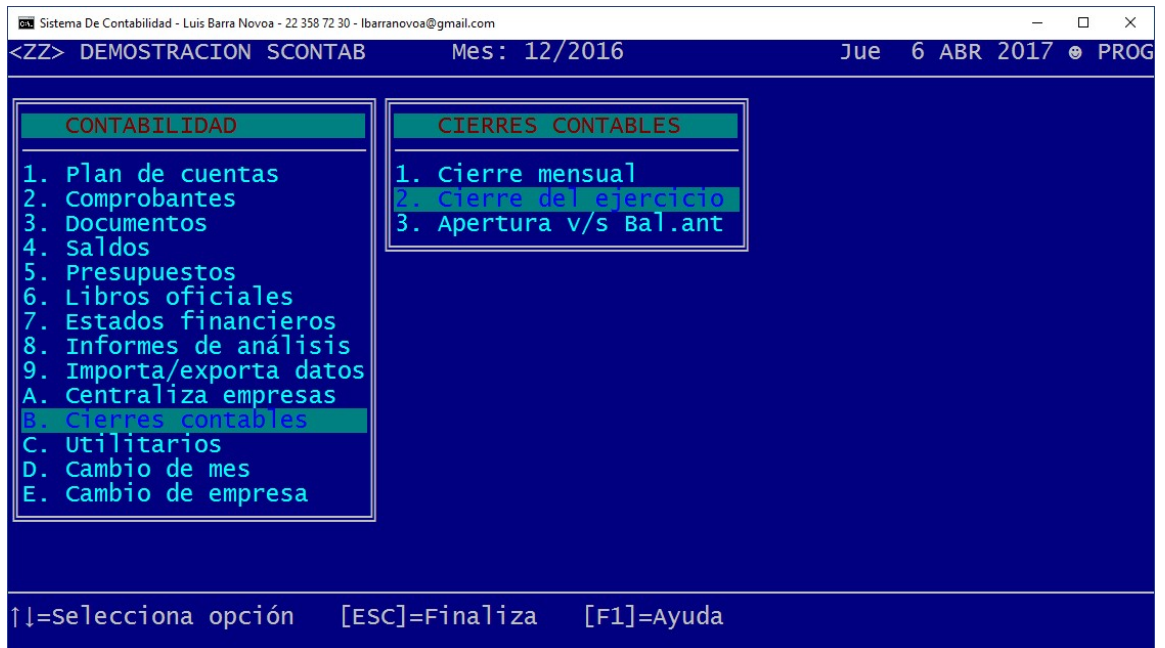 Sistema De Contabilidad - Luis Barra Novoa - 22 358 72 30 - lbarranovoa@gmail.com
<ZZ> DEMOSTRACION SCONTAB Mes: 12/2016 Jue 6 ABR 2017 ☻ PROG
CONTABILIDAD
1. Plan de cuentas
2. Comprobantes
3. Documentos
4. Saldos
5. Presupuestos
6. Libros oficiales
7. Estados financieros
8. Informes de análisis
9. Importa/exporta datos
A. Centraliza empresas
B. Cierres contables
C. Utilitarios
D. Cambio de mes
E. Cambio de empresa
CIERRES CONTABLES
1. Cierre mensual
2. Cierre del ejercicio
3. Apertura v/s Bal.ant
↑↓=Selecciona opción [ESC]=Finaliza [F1]=Ayuda